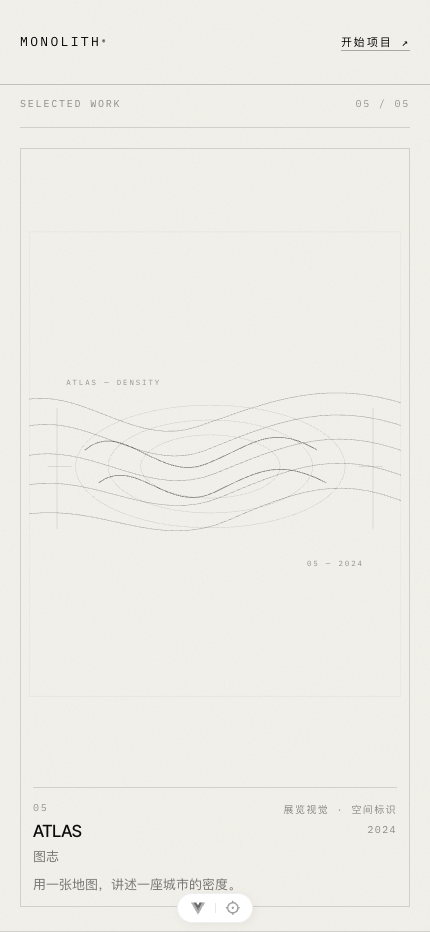 MONOLITH®
开始项目 ↗
SELECTED WORK
05 / 05
ATLAS — DENSITY
05 — 2024
05
展览视觉 · 空间标识
ATLAS
2024
图志
用一张地图，讲述一座城市的密度。